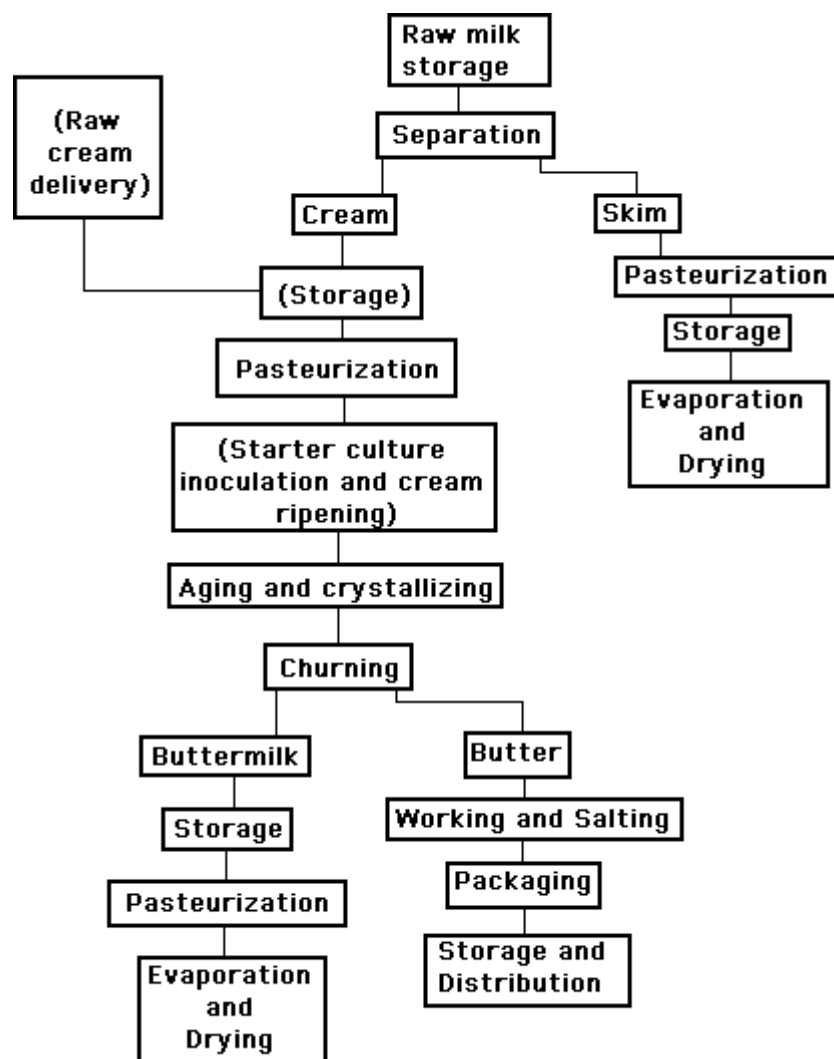 Raw milk
storage
(Raw
cream
delivery)
Separation
Cream
Skim
(Storage)
Pasteurization
Pasteurization
Storage
Evaporation
and
Drying
(Starter culture
inoculation and cream
ripening)
Aging and crystallizing
Churning
Buttermilk
Butter
Storage
Working and Salting
Pasteurization
Packaging
Evaporation
and
Drying
Storage and
Distribution